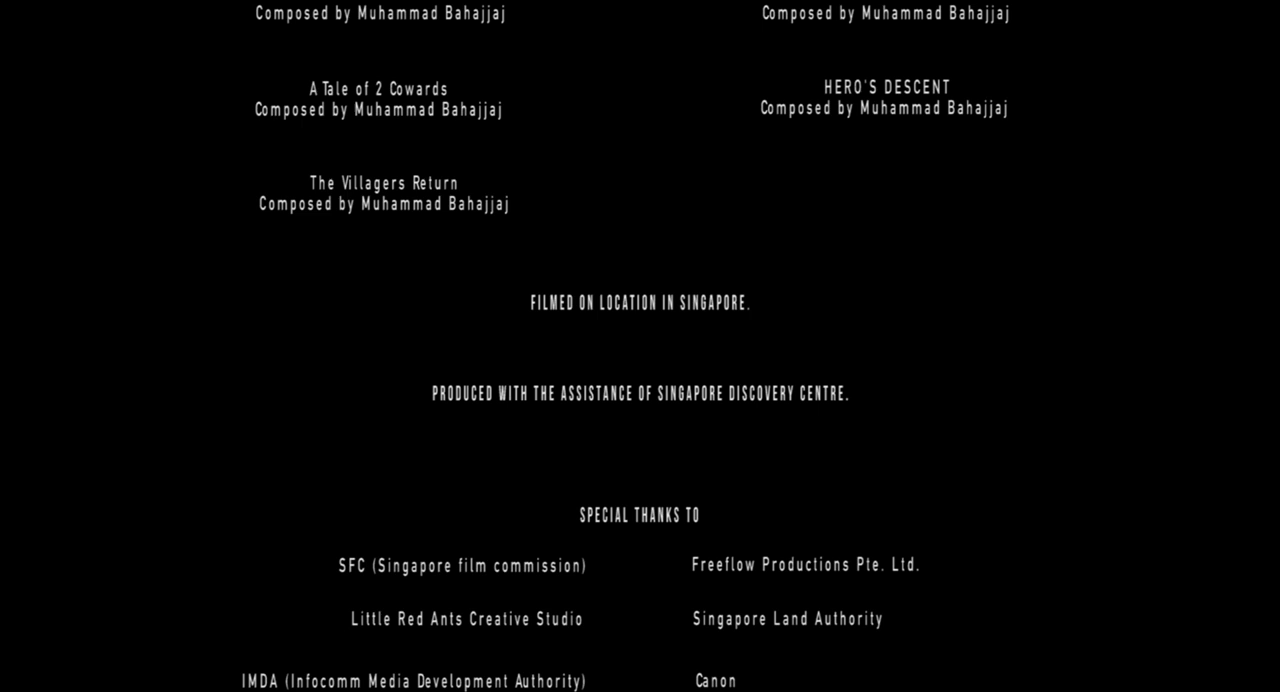 Composed by Muhammad Bahajjaj
Composed by Muhammad Bahajjaj
A Tale of 2 Cowards
Composed by Muhammad Bahajjaj
HERO'S DESCENT
Composed by Muhammad Bahajjaj
The Villagers Return
Composed by Muhammad Bahajjaj
FILMED ON LOCATION IN SINGAPORE.
PRODUCED WITH THE ASSISTANCE OF SINGAPORE DISCOVERY CENTRE.
SPECIAL THANKS TO
SFC (Singapore film commission)
Freeflow Productions Pte. Ltd.
Little Red Ants Creative Studio
Singapore Land Authority
IMDA (Infocomm Media Development Authority)
Canon